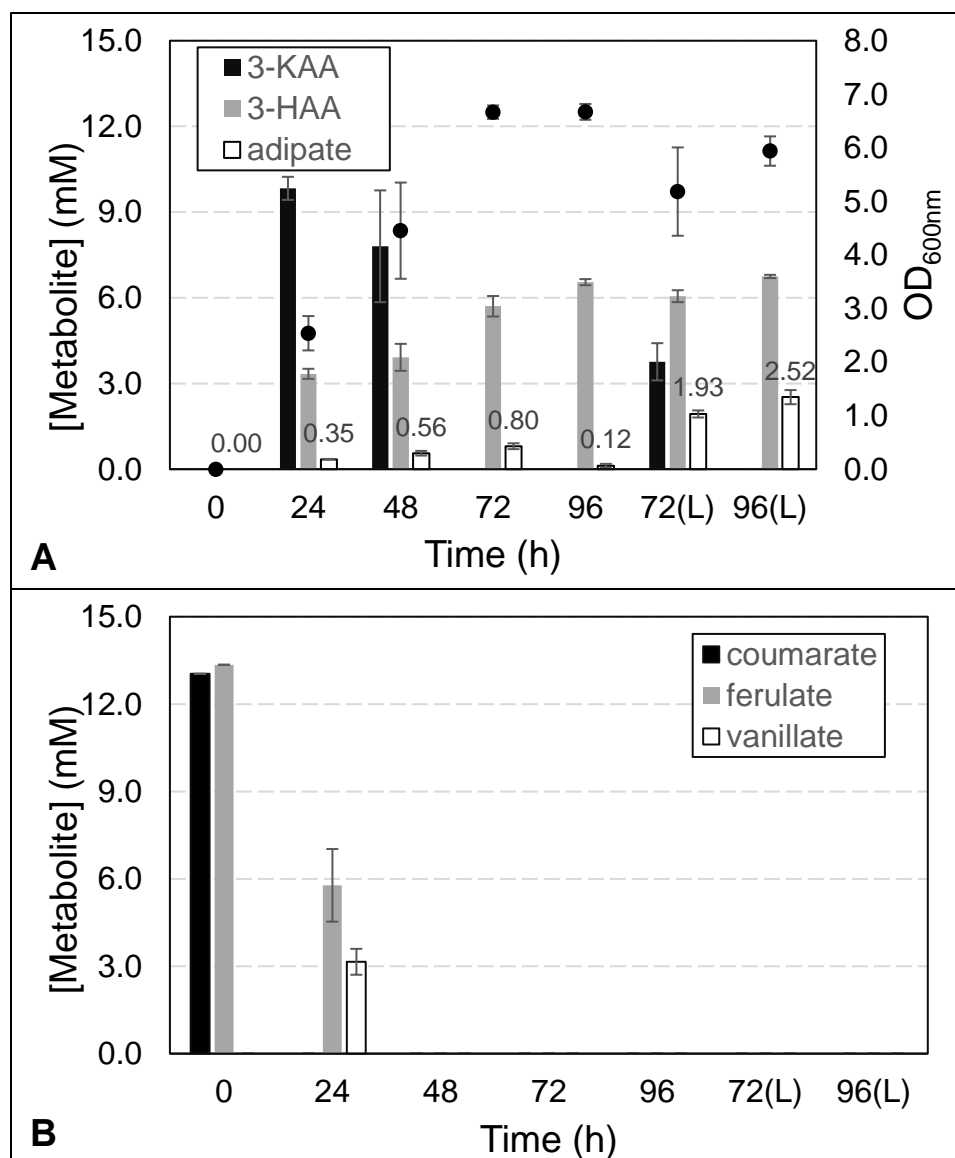 15.0
12.0
9.0
6.0
3.0
0.0
[Metabolite] (mM)
3-KAA
3-HAA
adipate
0.00
0.35
0.56
0.80
0.12
1.93
2.52
8.0
7.0
6.0
5.0
4.0
3.0
2.0
1.0
0.0
OD600nm
0 24 48 72 96 72(L) 96(L)
Time (h)
A
15.0
12.0
9.0
6.0
3.0
0.0
[Metabolite] (mM)
coumarate
ferulate
vanillate
0 24 48 72 96 72(L) 96(L)
Time (h)
B